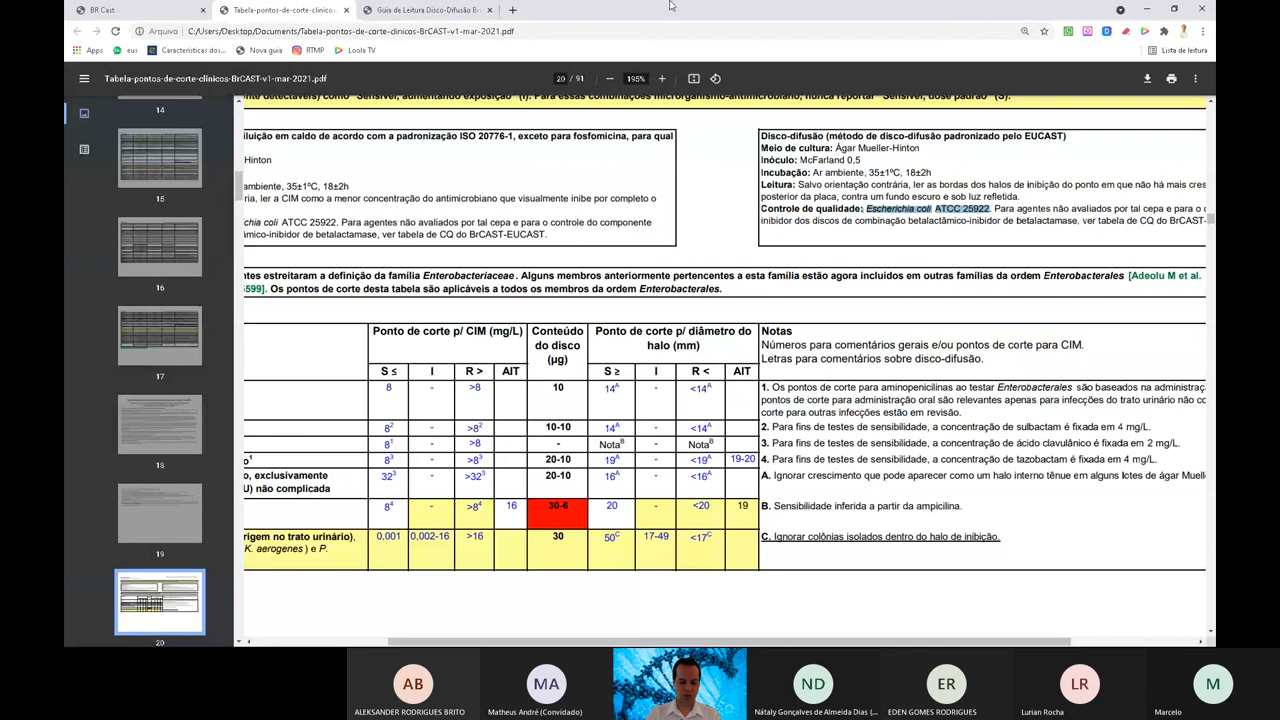 BR Cast
Tabela-pontos-de-corte-clinicos
Guia de Leitura Disco-Difusão Br
Arquivo
C:/Users/Desktop/Documents/Tabela-pontos-de-corte-clinicos-BrCAST-v1-mar-2021.pdf
Apps
eus
Características dos...
Nova guia
RTMP
Loola TV
Lista de leitura
Tabela-pontos-de-corte-clinicos-BrCAST-v1-mar-2021.pdf
20 / 91
195%
14
15
16
17
18
19
20
ente detectáveis) como "Sensível, aumentando exposição" (I). Para essas combinações microrganismo-antimicrobiano, nunca reportar "Sensível, dose padrão" (S).
iluição em caldo de acordo com a padronização ISO 20776-1, exceto para fosfomicina, para qual
Hinton
ambiente, 35±1ºC, 18±2h
ria, ler a CIM como a menor concentração do antimicrobiano que visualmente inibe por completo o
chia coli ATCC 25922. Para agentes não avaliados por tal cepa e para o controle do componente
âmico-inibidor de betalactamase, ver tabela de CQ do BrCAST-EUCAST.
Disco-difusão (método de disco-difusão padronizado pelo EUCAST)
Meio de cultura: Ágar Mueller-Hinton
Inóculo: McFarland 0,5
Incubação: Ar ambiente, 35±1ºC, 18±2h
Leitura: Salvo orientação contrária, ler as bordas dos halos de inibição do ponto em que não há mais cres
posterior da placa, contra um fundo escuro e sob luz refletida.
Controle de qualidade: Escherichia coli ATCC 25922. Para agentes não avaliados por tal cepa e para o c
inibidor dos discos de combinação betalactâmico-inibidor de betalactamase, ver tabela de CQ do BrCAST-
ntes estreitaram a definição da família Enterobacteriaceae. Alguns membros anteriormente pertencentes a esta família estão agora incluídos em outras famílias da ordem Enterobacterales [Adeolu M et al.
5599]. Os pontos de corte desta tabela são aplicáveis a todos os membros da ordem Enterobacterales.
Ponto de corte p/ CIM (mg/L)
Conteúdo do disco (µg)
Ponto de corte p/ diâmetro do halo (mm)
S ≤ I R > AIT S ≥ I R < AIT
8 - >8 10 14A - <14A
8² - >8² 10-10 14A - <14A
8¹ - >8 - NotaB NotaB
o¹ 8³ - >8³ 20-10 19A - <19A 19-20
o, exclusivamente
U) não complicada
32³ - >32³ 20-10 16A - <16A
8⁴ - >8⁴ 16 30-6 20 - <20 19
rigem no trato urinário),
K. aerogenes ) e P.
0,001 0,002-16 >16 30 50C 17-49 <17C
Notas
Números para comentários gerais e/ou pontos de corte para CIM.
Letras para comentários sobre disco-difusão.
1. Os pontos de corte para aminopenicilinas ao testar Enterobacterales são baseados na administraç
pontos de corte para administração oral são relevantes apenas para infecções do trato urinário não co
corte para outras infecções estão em revisão.
2. Para fins de testes de sensibilidade, a concentração de sulbactam é fixada em 4 mg/L.
3. Para fins de testes de sensibilidade, a concentração de ácido clavulânico é fixada em 2 mg/L.
4. Para fins de testes de sensibilidade, a concentração de tazobactam é fixada em 4 mg/L.
A. Ignorar crescimento que pode aparecer como um halo interno tênue em alguns lotes de ágar Muel
B. Sensibilidade inferida a partir da ampicilina.
C. Ignorar colônias isolados dentro do halo de inibição.
AB
ALEKSANDER RODRIGUES BRITO
MA
Matheus André (Convidado)
ND
Nátaly Gonçalves de Almeida Dias (...
ER
EDEN GOMES RODRIGUES
LR
Lurian Rocha
M
Marcelo